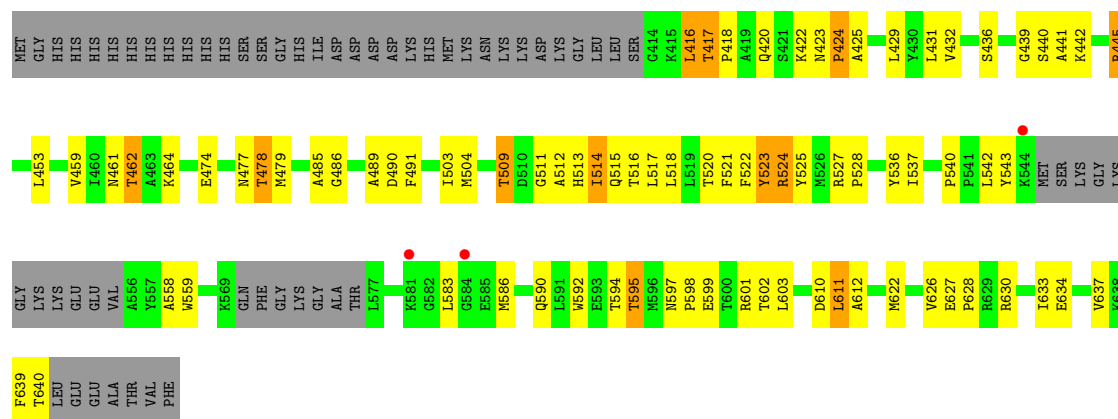 MET GLY HIS HIS HIS HIS HIS HIS HIS HIS HIS HIS SER SER GLY HIS ILE ASP ASP ASP ASP LYS HIS MET LYS ASN LYS LYS ASP LYS GLY LEU LEU SER G414 K415 L416 T417 P418 A419 Q420 S421 K422 N423 P424 A425 L429 Y430 L431 V432 S436 G439 S440 A441 K442 R445
L453 V459 I460 N461 T462 A463 K464 E474 N477 T478 M479 A485 G486 A489 D490 F491 I503 M504 T509 D510 G511 A512 H513 I514 Q515 T516 L517 L518 L519 T520 F521 F522 Y523 R524 Y525 M526 R527 P528 Y536 I537 P540 P541 L542 Y543 K544 MET SER LYS GLY LYS
GLY LYS LYS GLU GLU VAL A556 Y557 A558 W559 K569 GLN PHE GLY LYS GLY ALA THR L577 K581 G582 L583 G584 E585 M586 Q590 L591 W592 E593 T594 T595 M596 N597 P598 E599 T600 R601 T602 L603 D610 L611 A612 M622 V626 E627 P628 R629 R630 I633 E634 V637 K638
F639 T640 LEU GLU GLU ALA THR VAL PHE